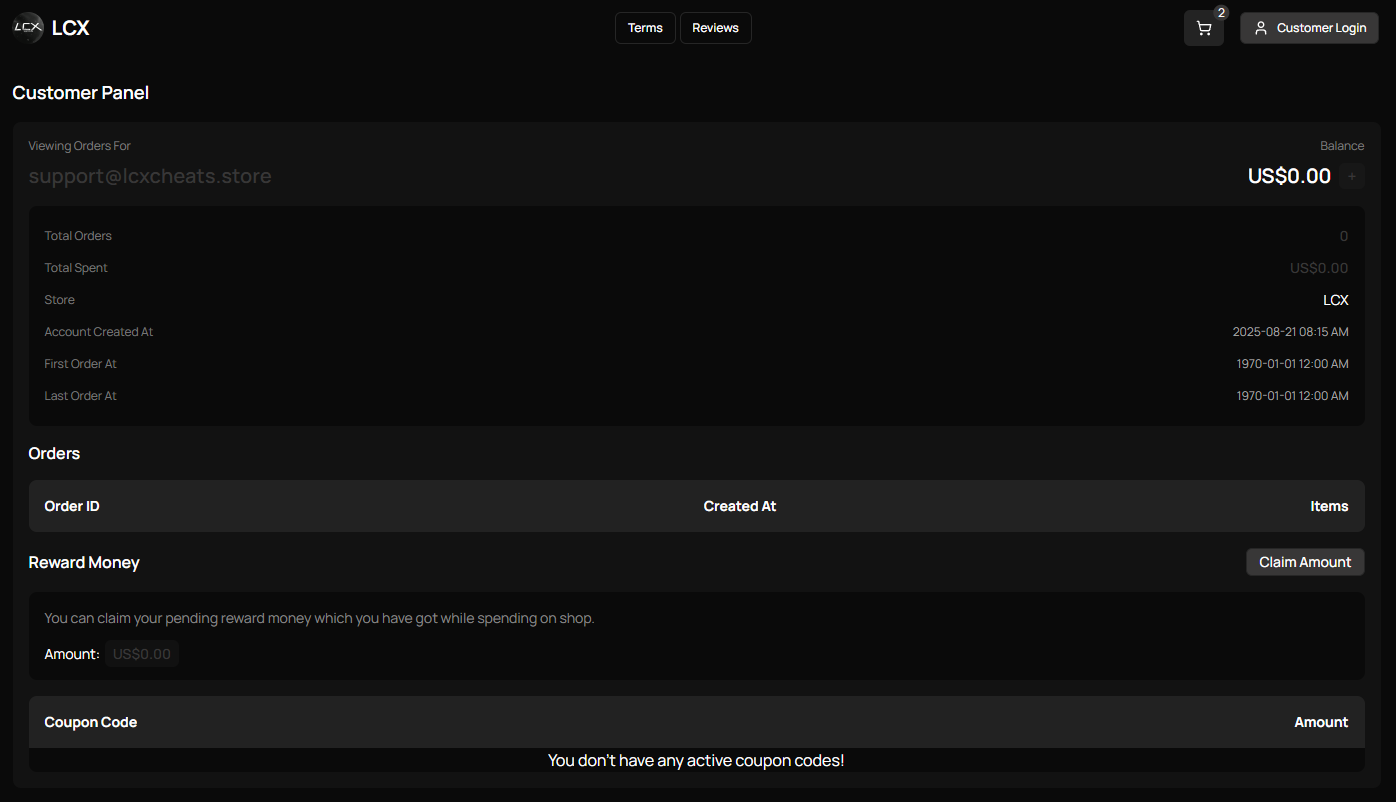 LCX LCX Terms Reviews 2 Customer Login
Customer Panel
Viewing Orders For Balance
support@lcxcheats.store US$0.00 +
Total Orders 0
Total Spent US$0.00
Store LCX
Account Created At 2025-08-21 08:15 AM
First Order At 1970-01-01 12:00 AM
Last Order At 1970-01-01 12:00 AM
Orders
Order ID Created At Items
Reward Money Claim Amount
You can claim your pending reward money which you have got while spending on shop.
Amount: US$0.00
Coupon Code Amount
You don't have any active coupon codes!